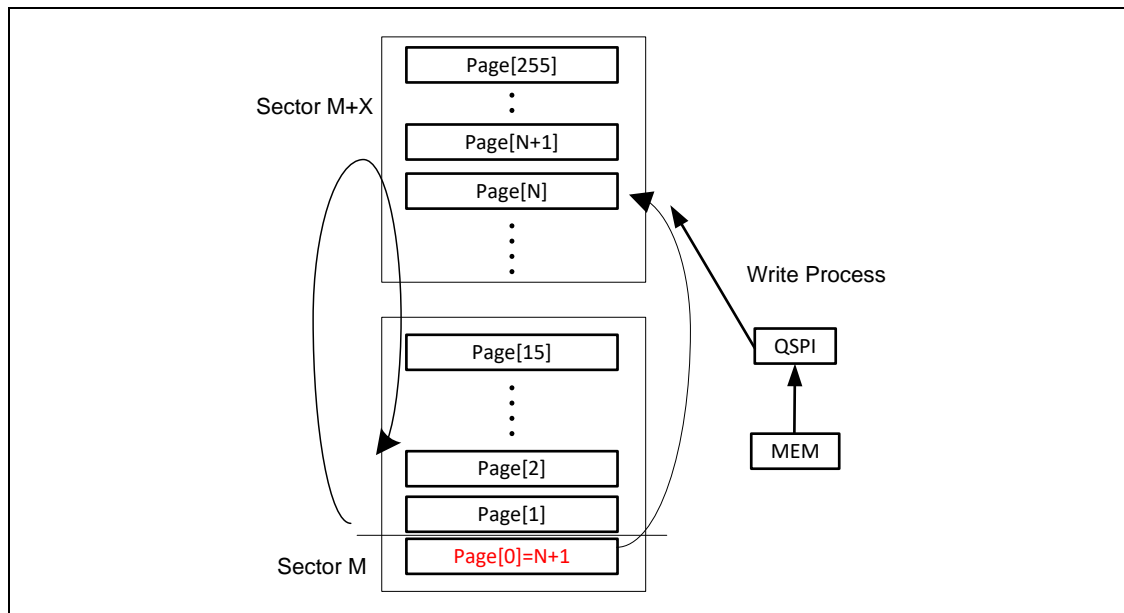 Page[255]
Sector M+X
Page[N+1]
Page[N]
Write Process
Page[15]
QSPI
MEM
Page[2]
Page[1]
Page[0]=N+1
Sector M